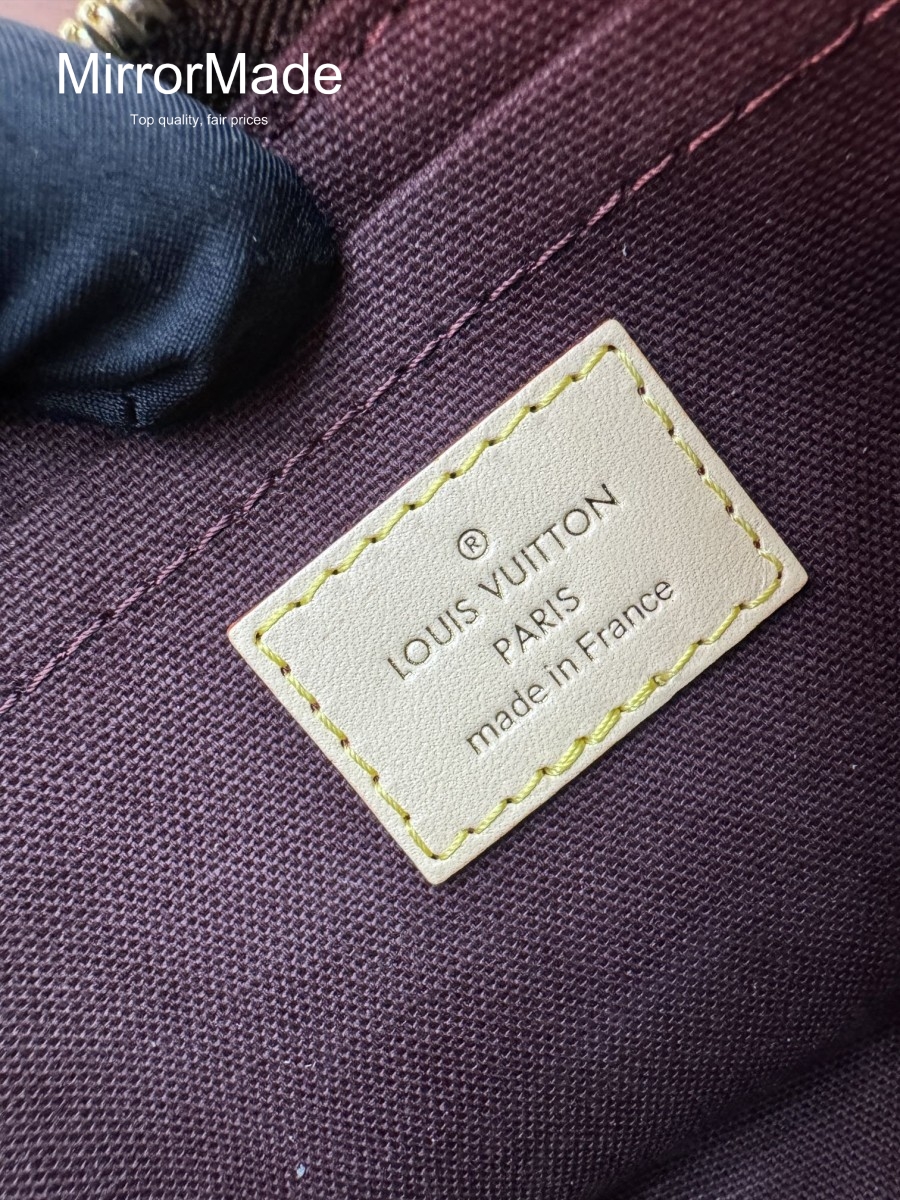 MirrorMade
Top quality, fair prices
®
LOUIS VUITTON
PARIS
made in France